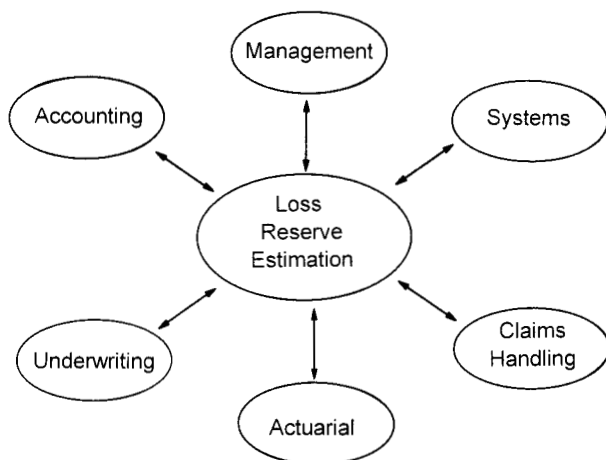 Management
Accounting
Systems
Loss
Reserve
Estimation
Underwriting
Claims
Handling
Actuarial